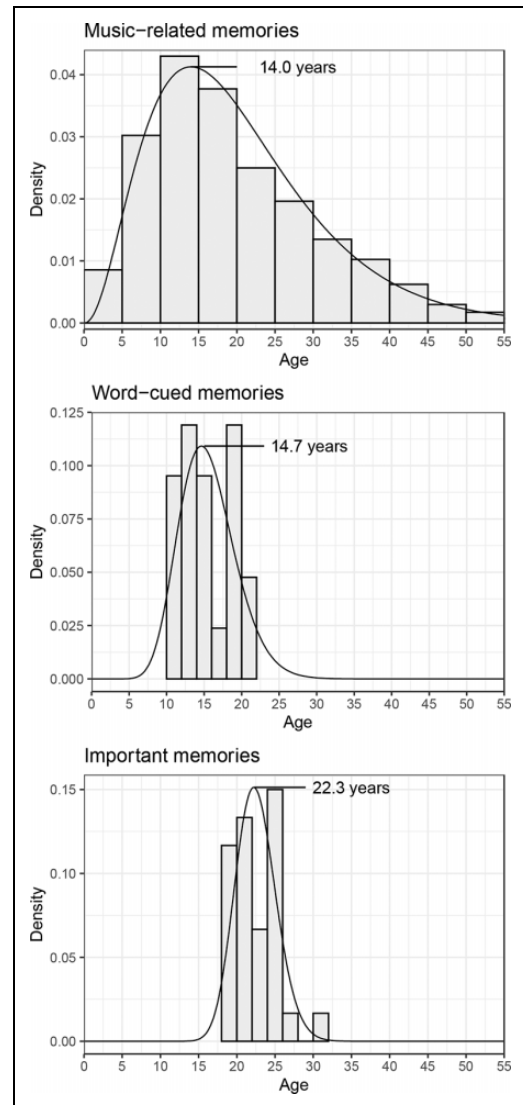 Music−related memories
0.04
0.03
0.02
0.01
0.00
Density
14.0 years
0 5 10 15 20 25 30 35 40 45 50 55
Age
Word−cued memories
0.125
0.100
0.075
0.050
0.025
0.000
Density
14.7 years
0 5 10 15 20 25 30 35 40 45 50 55
Age
Important memories
0.15
0.10
0.05
0.00
Density
22.3 years
0 5 10 15 20 25 30 35 40 45 50 55
Age